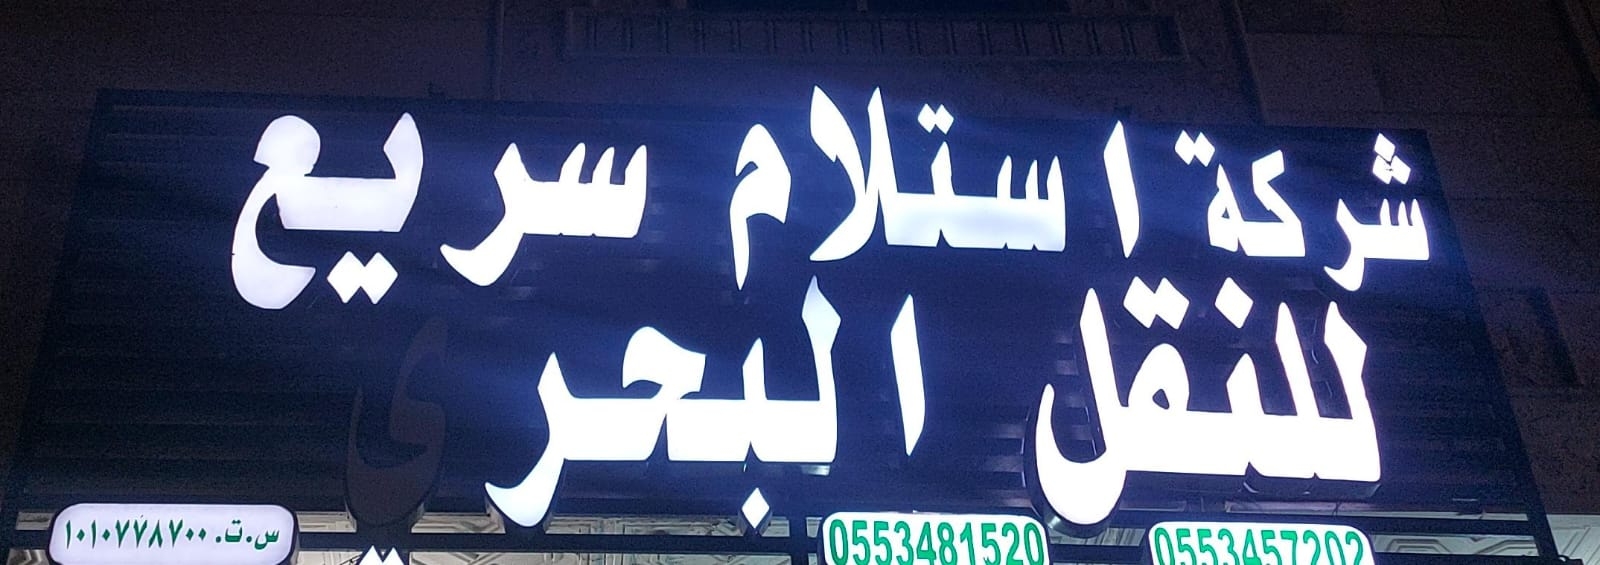 شركة استلام سريع
للنقل البحري
0553457202
0553481520
س.ت. ١٠١٠٧٧٨٧٠٠